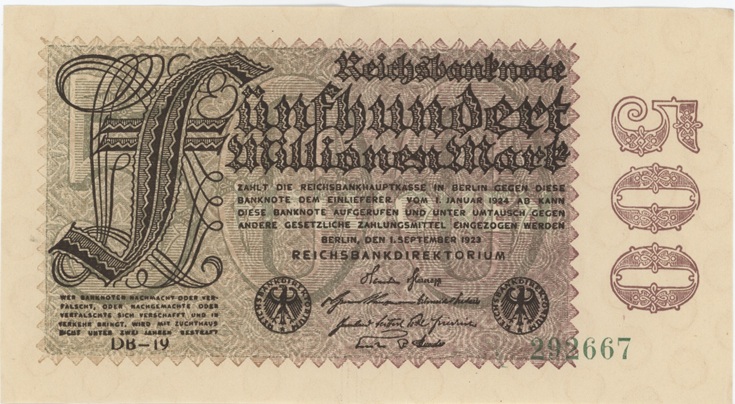 Reichsbanknote
Fünfhundert
Millionen Mark
ZAHLT DIE REICHSBANKHAUPTKASSE IN BERLIN GEGEN DIESE
BANKNOTE DEM EINLIEFERER. VOM 1. JANUAR 1924 AB KANN
DIESE BANKNOTE AUFGERUFEN UND UNTER UMTAUSCH GEGEN
ANDERE GESETZLICHE ZAHLUNGSMITTEL EINGEZOGEN WERDEN
BERLIN, DEN 1. SEPTEMBER 1923
REICHSBANKDIREKTORIUM
WER BANKNOTEN NACHMACHT ODER VER-
FÄLSCHT, ODER NACHGEMACHTE ODER
VERFÄLSCHTE SICH VERSCHAFFT UND IN
VERKEHR BRINGT, WIRD MIT ZUCHTHAUS
NICHT UNTER ZWEI JAHREN BESTRAFT
DB-19
REICHSBANKDIREKTORIUM
REICHSBANKDIREKTORIUM
292667
500